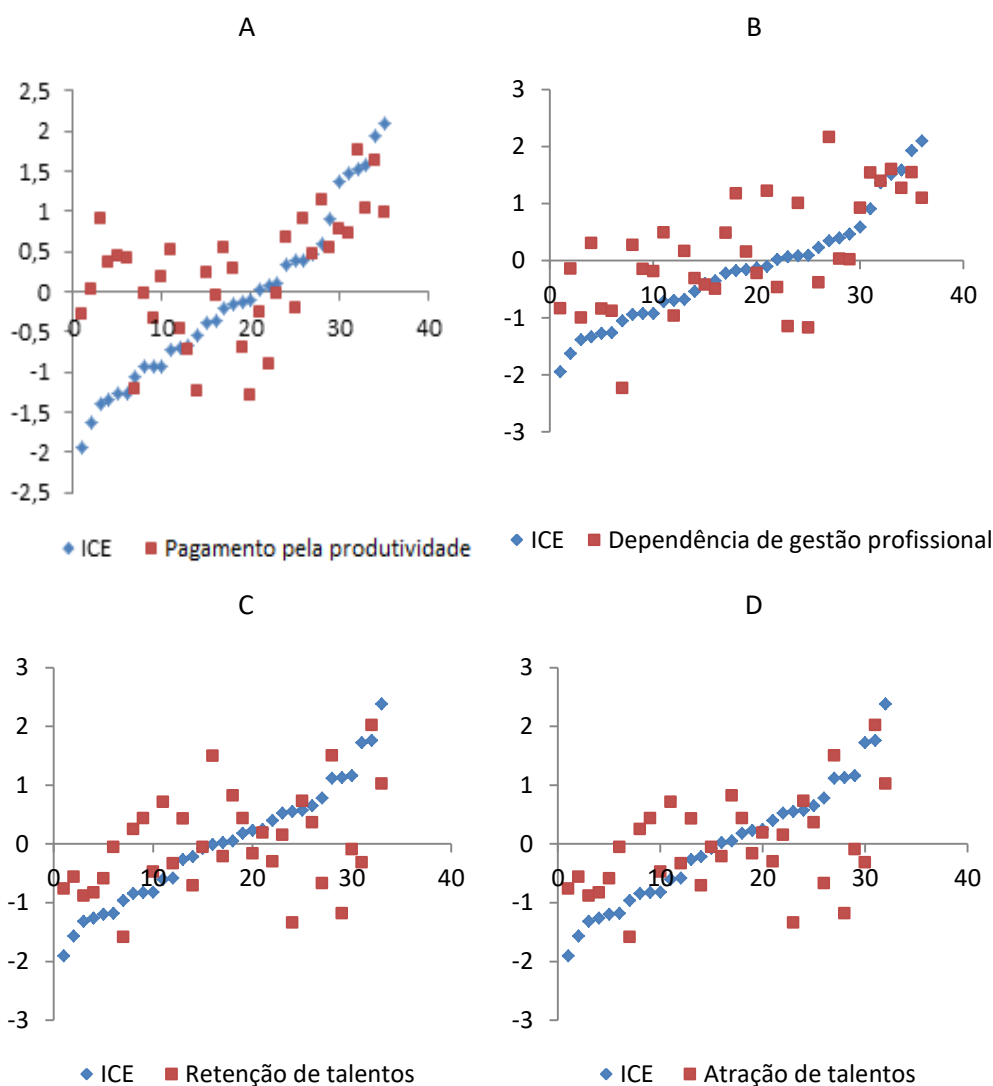 A
2,5
2
1,5
1
0,5
0
-0,5
-1
-1,5
-2
-2,5
0 10 20 30 40
ICE Pagamento pela produtividade
B
3
2
1
0
-1
-2
-3
0 10 20 30 40
ICE Dependência de gestão profissional
C
3
2
1
0
-1
-2
-3
0 10 20 30 40
ICE Retenção de talentos
D
3
2
1
0
-1
-2
-3
0 10 20 30 40
ICE Atração de talentos